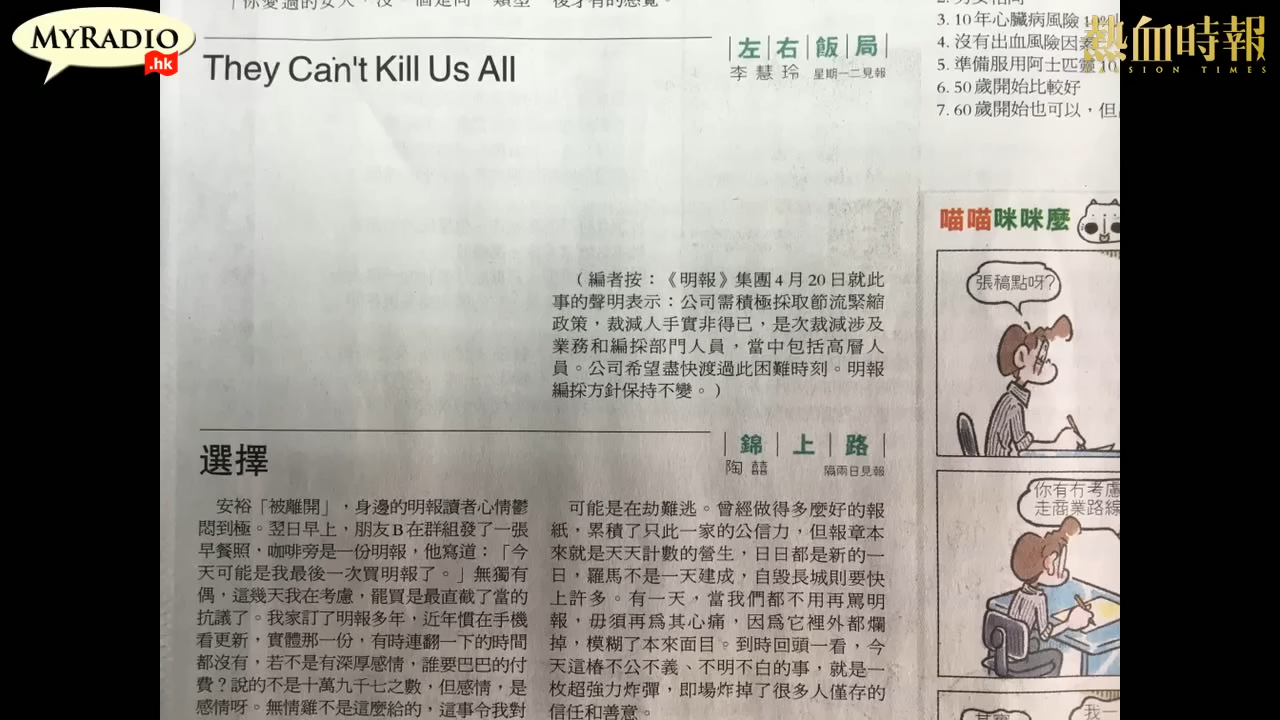 MYRADIO
.hk
熱血時報
PASSION TIMES
They Can't Kill Us All
左右飯局
李慧玲 星期一二見報
（編者按：《明報》集團4月20日就此
事的聲明表示：公司需積極採取節流緊縮
政策，裁減人手實非得已，是次裁減涉及
業務和編採部門人員，當中包括高層人
員。公司希望盡快渡過此困難時刻。明報
編採方針保持不變。）
選擇
錦上路
陶囍 隔兩日見報
安裕「被離開」，身邊的明報讀者心情鬱
悶到極。翌日早上，朋友B在群組發了一張
早餐照，咖啡旁是一份明報，他寫道：「今
天可能是我最後一次買明報了。」無獨有
偶，這幾天我在考慮，罷買是最直截了當的
抗議了。我家訂了明報多年，近年慣在手機
看更新，實體那一份，有時連翻一下的時間
都沒有，若不是有深厚感情，誰要巴巴的付
費？說的不是十萬九千七之數，但感情，是
感情呀。無情雞不是這麼給的，這事令我對
可能是在劫難逃。曾經做得多麼好的報
紙，累積了只此一家的公信力，但報章本
來就是天天計數的營生，日日都是新的一
日，羅馬不是一天建成，自毀長城則要快
上許多。有一天，當我們都不用再罵明
報，毋須再爲其心痛，因爲它裡外都爛
掉，模糊了本來面目。到時回頭一看，今
天這樁不公不義、不明不白的事，就是一
枚超強力炸彈，即場炸掉了很多人僅存的
信任和善意。
3. 10年心臟病風險
4. 沒有出血風險因素
5. 準備服用阿士匹靈10
6. 50歲開始比較好
7. 60歲開始也可以，但
喵喵咪咪麼
張稿點呀?
你有冇考慮
走商業路線
我一